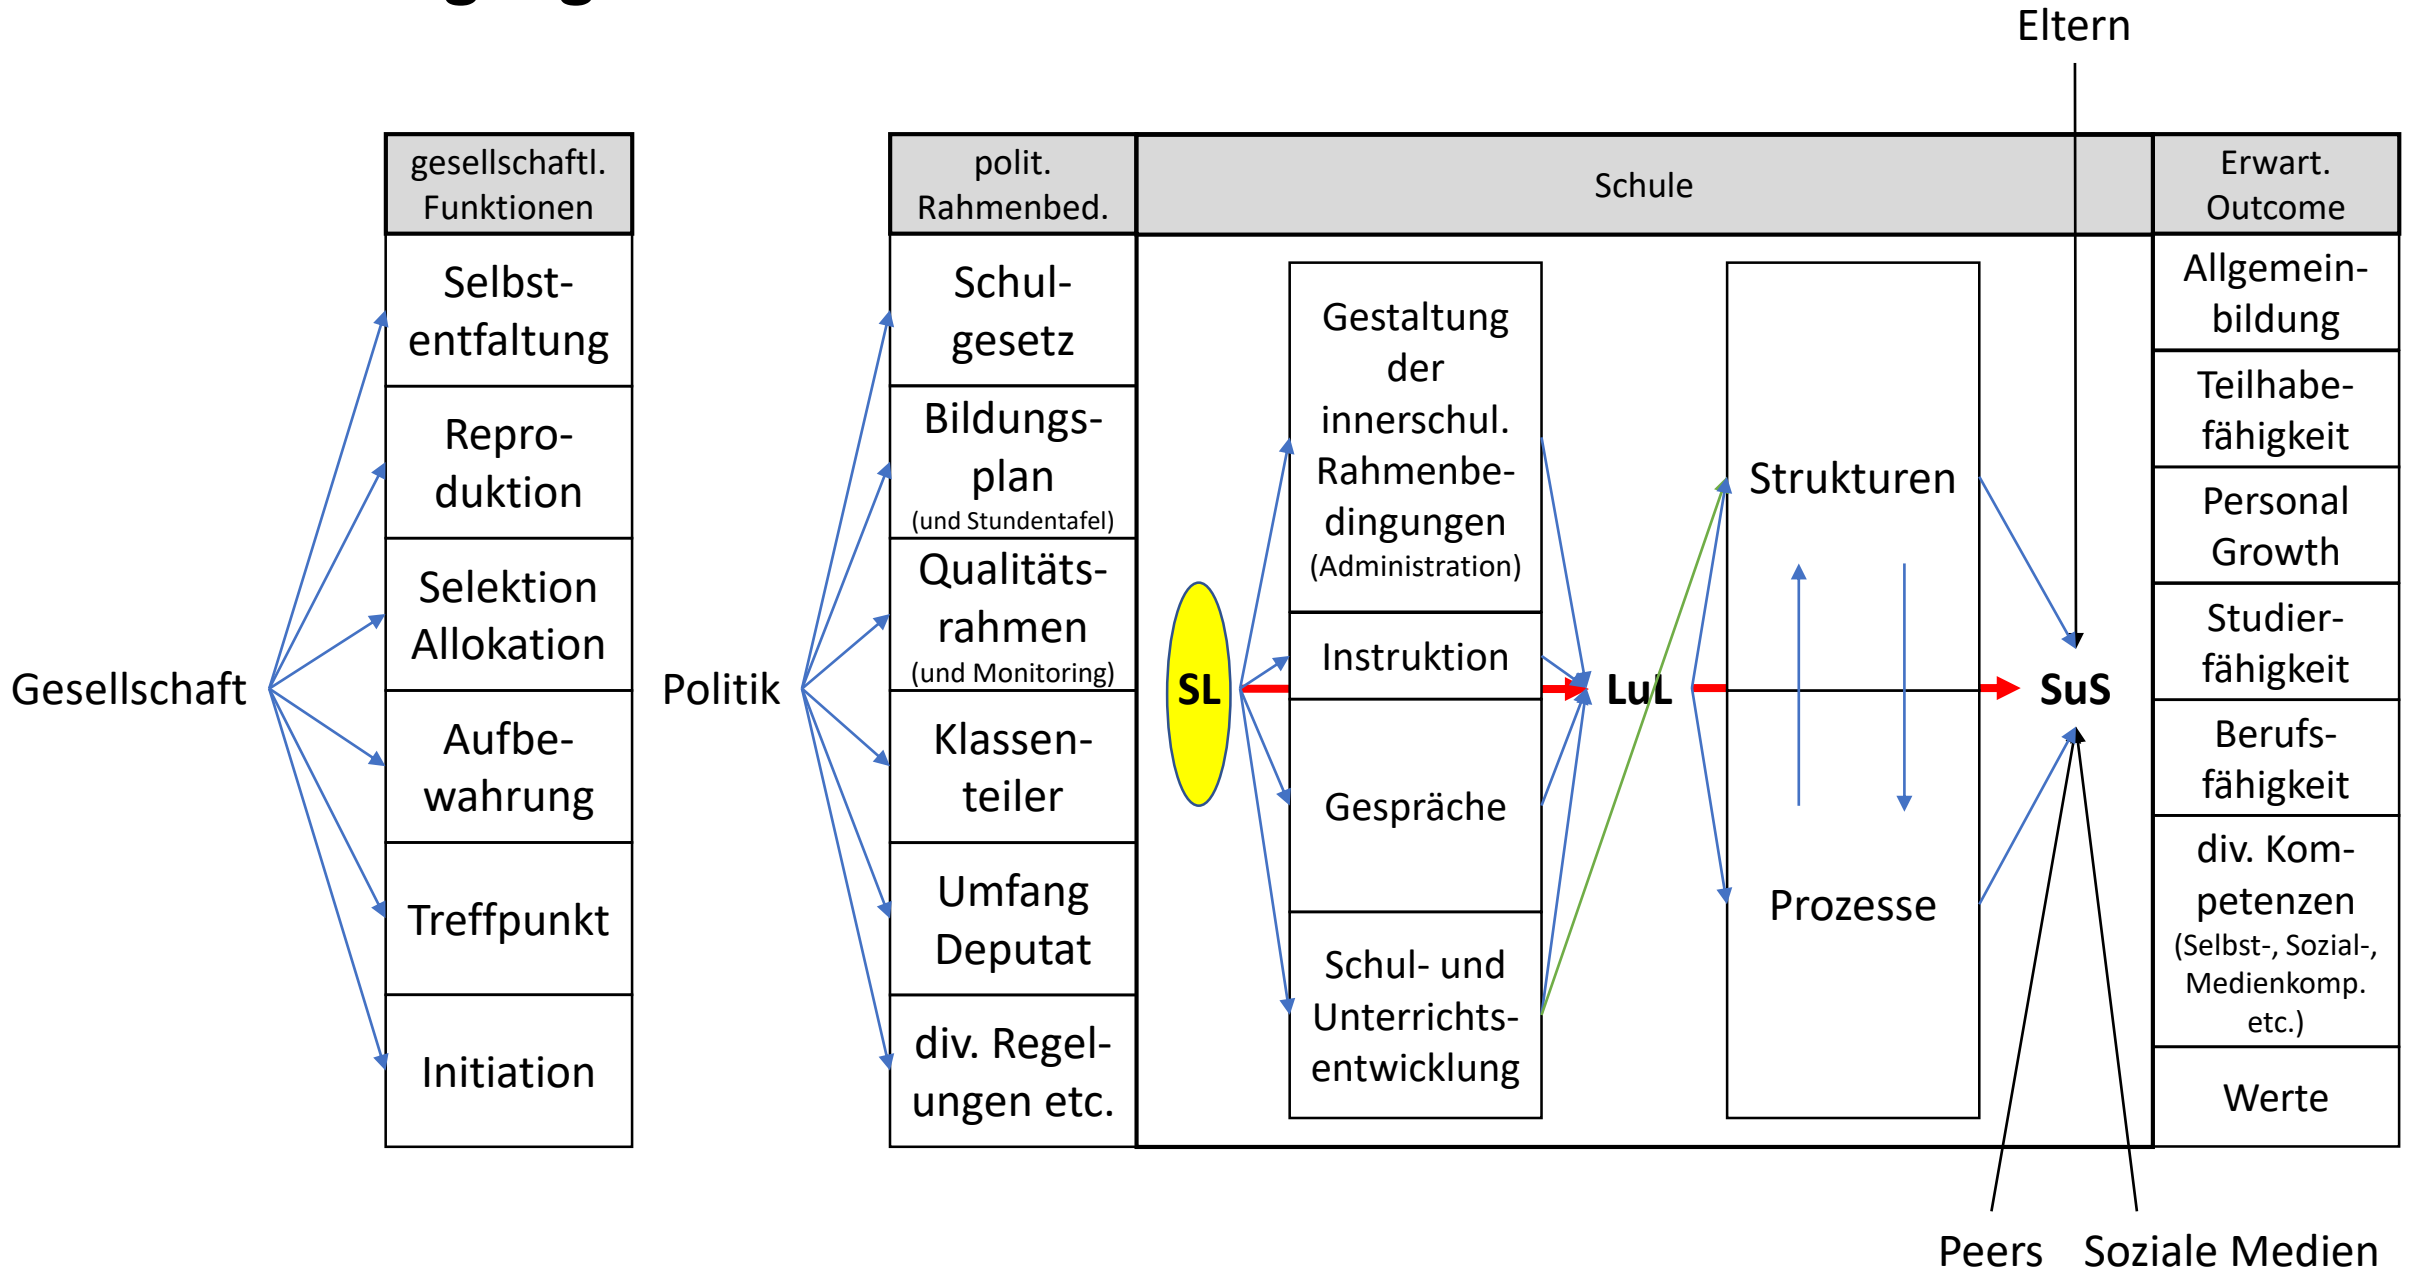 Eltern
gesellschaftl.
Funktionen
Selbst-
entfaltung
Repro-
duktion
Selektion
Allokation
Aufbe-
wahrung
Treffpunkt
Initiation
Gesellschaft
Politik
polit.
Rahmenbed.
Schul-
gesetz
Bildungs-
plan
(und Stundentafel)
Qualitäts-
rahmen
(und Monitoring)
Klassen-
teiler
Umfang
Deputat
div. Regel-
ungen etc.
Schule
SL
Gestaltung
der
innerschul.
Rahmenbe-
dingungen
(Administration)
Instruktion
Gespräche
Schul- und
Unterrichts-
entwicklung
LuL
Strukturen
Prozesse
SuS
Erwart.
Outcome
Allgemein-
bildung
Teilhabe-
fähigkeit
Personal
Growth
Studier-
fähigkeit
Berufs-
fähigkeit
div. Kom-
petenzen
(Selbst-, Sozial-,
Medienkomp.
etc.)
Werte
Peers
Soziale Medien